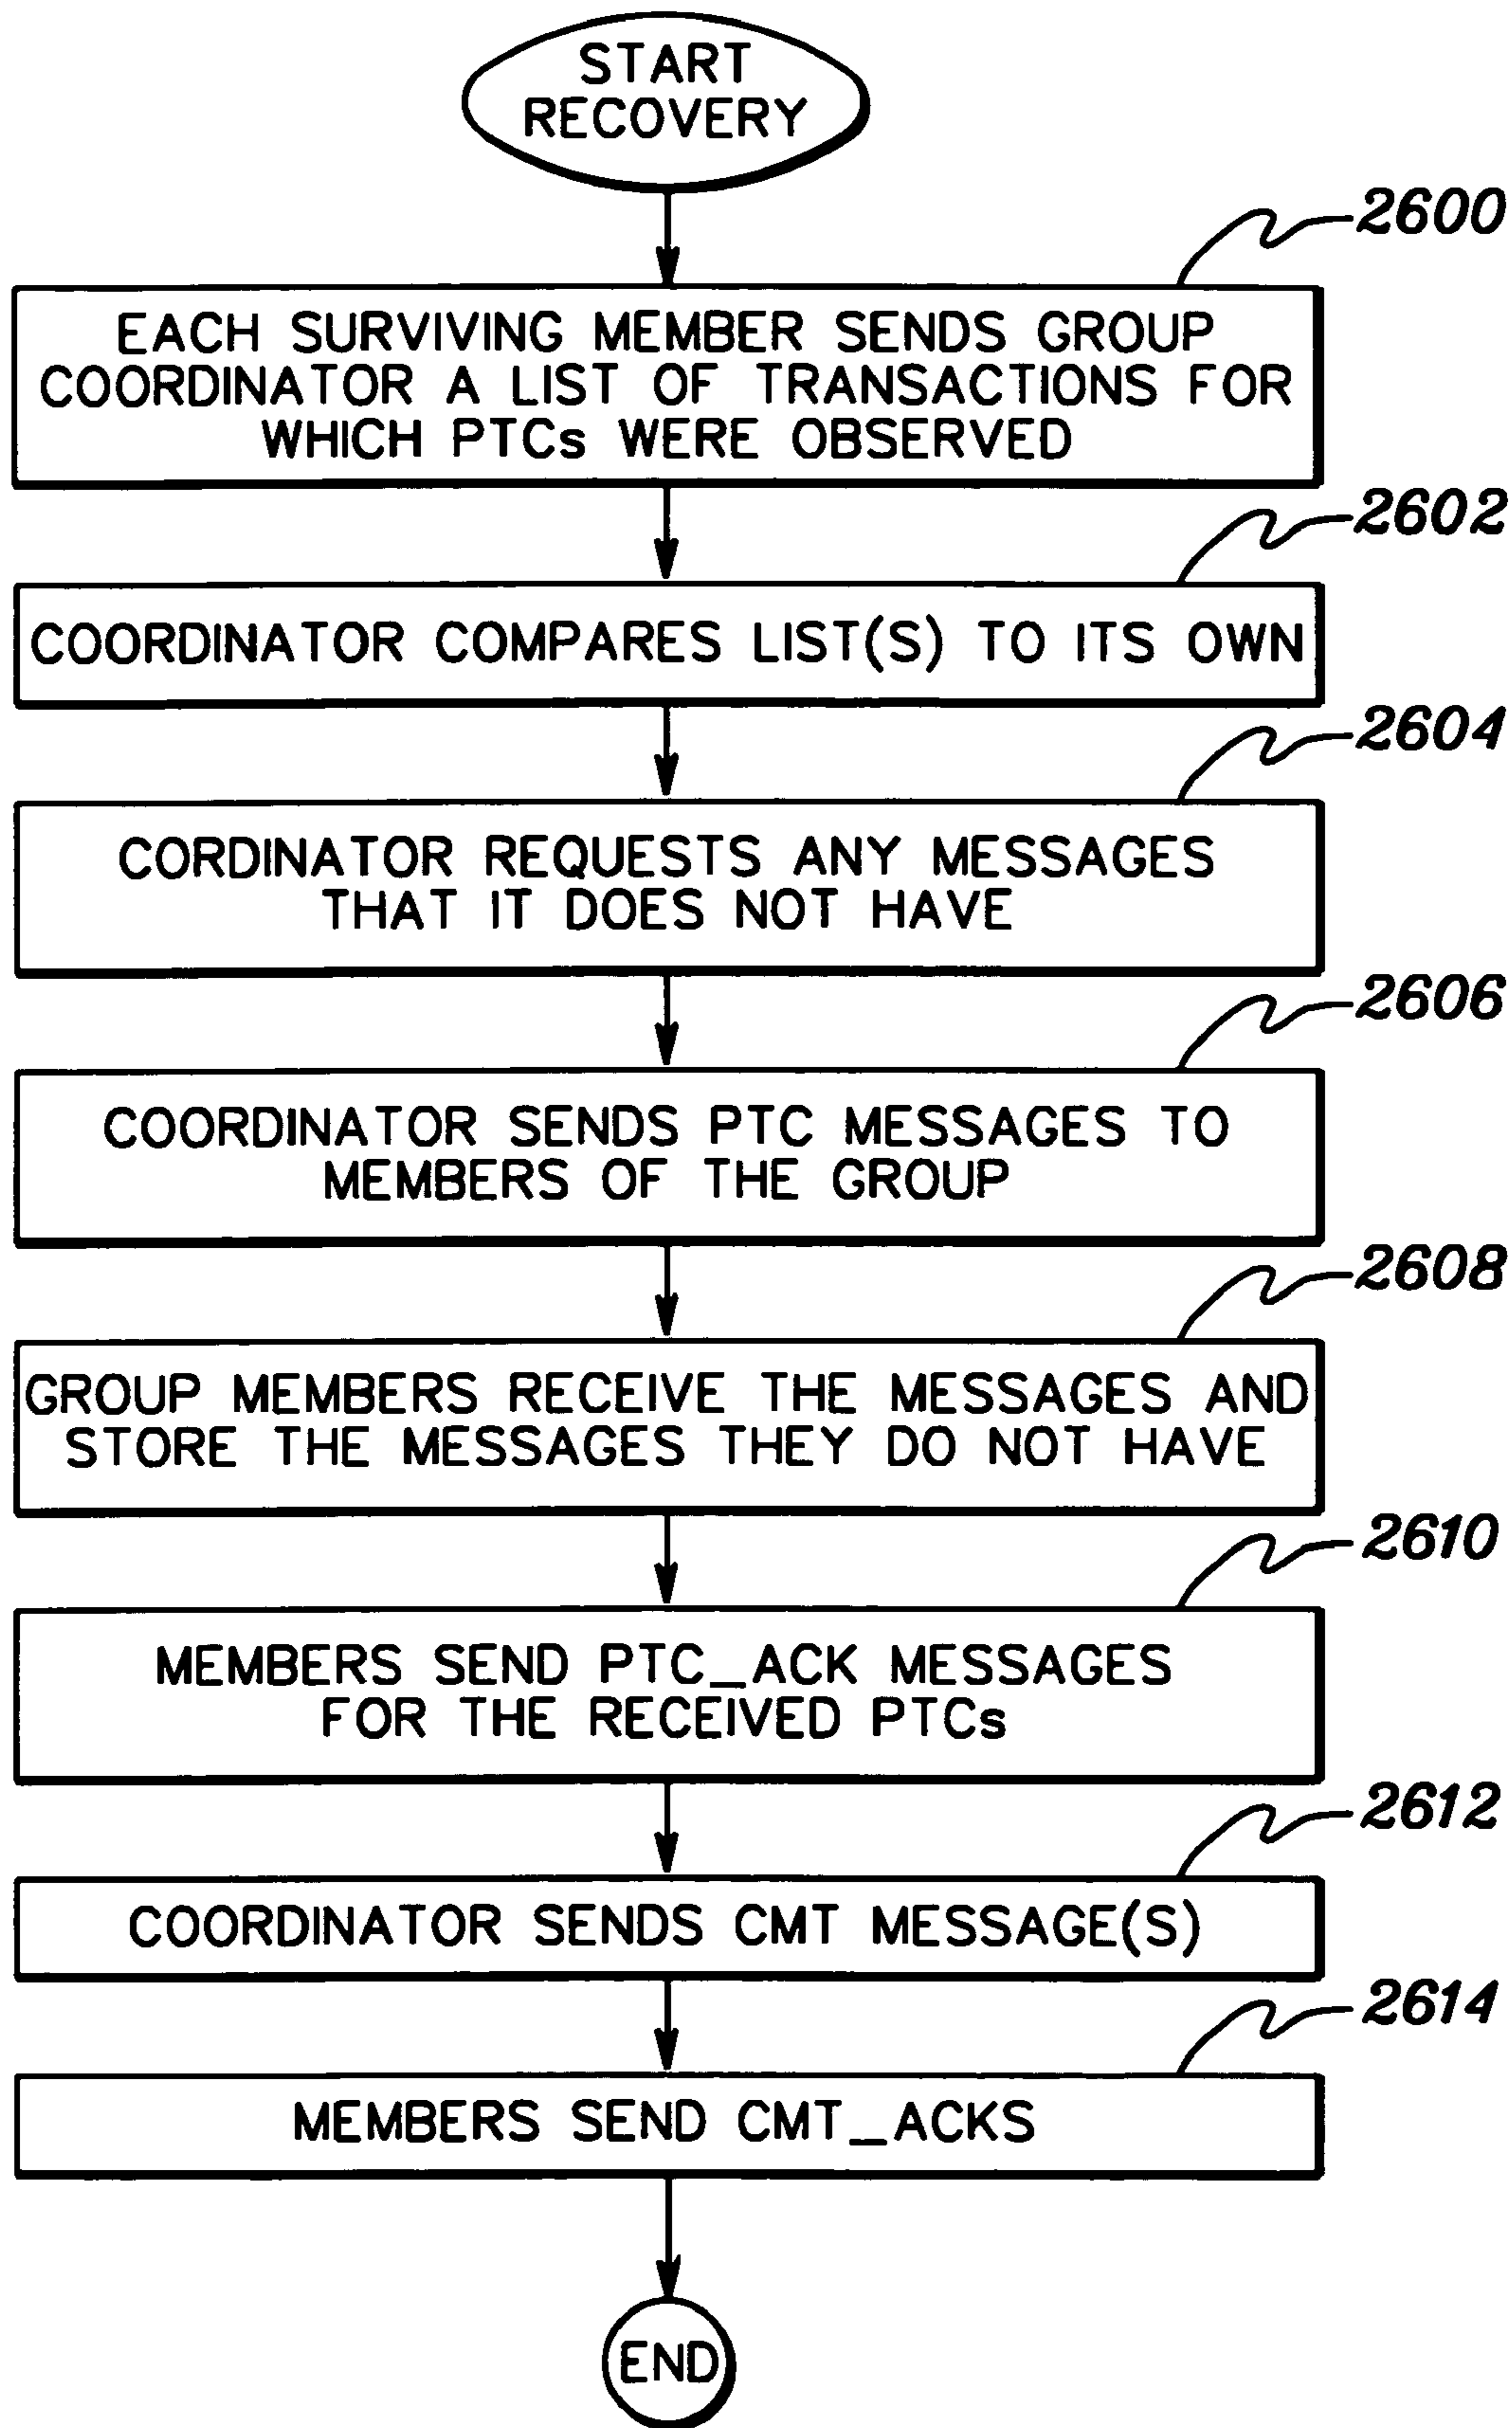 START
RECOVERY
2600
EACH SURVIVING MEMBER SENDS GROUP
COORDINATOR A LIST OF TRANSACTIONS FOR
WHICH PTCs WERE OBSERVED
2602
COORDINATOR COMPARES LIST(S) TO ITS OWN
2604
CORDINATOR REQUESTS ANY MESSAGES
THAT IT DOES NOT HAVE
2606
COORDINATOR SENDS PTC MESSAGES TO
MEMBERS OF THE GROUP
2608
GROUP MEMBERS RECEIVE THE MESSAGES AND
STORE THE MESSAGES THEY DO NOT HAVE
2610
MEMBERS SEND PTC_ACK MESSAGES
FOR THE RECEIVED PTCs
2612
COORDINATOR SENDS CMT MESSAGE(S)
2614
MEMBERS SEND CMT_ACKS
END